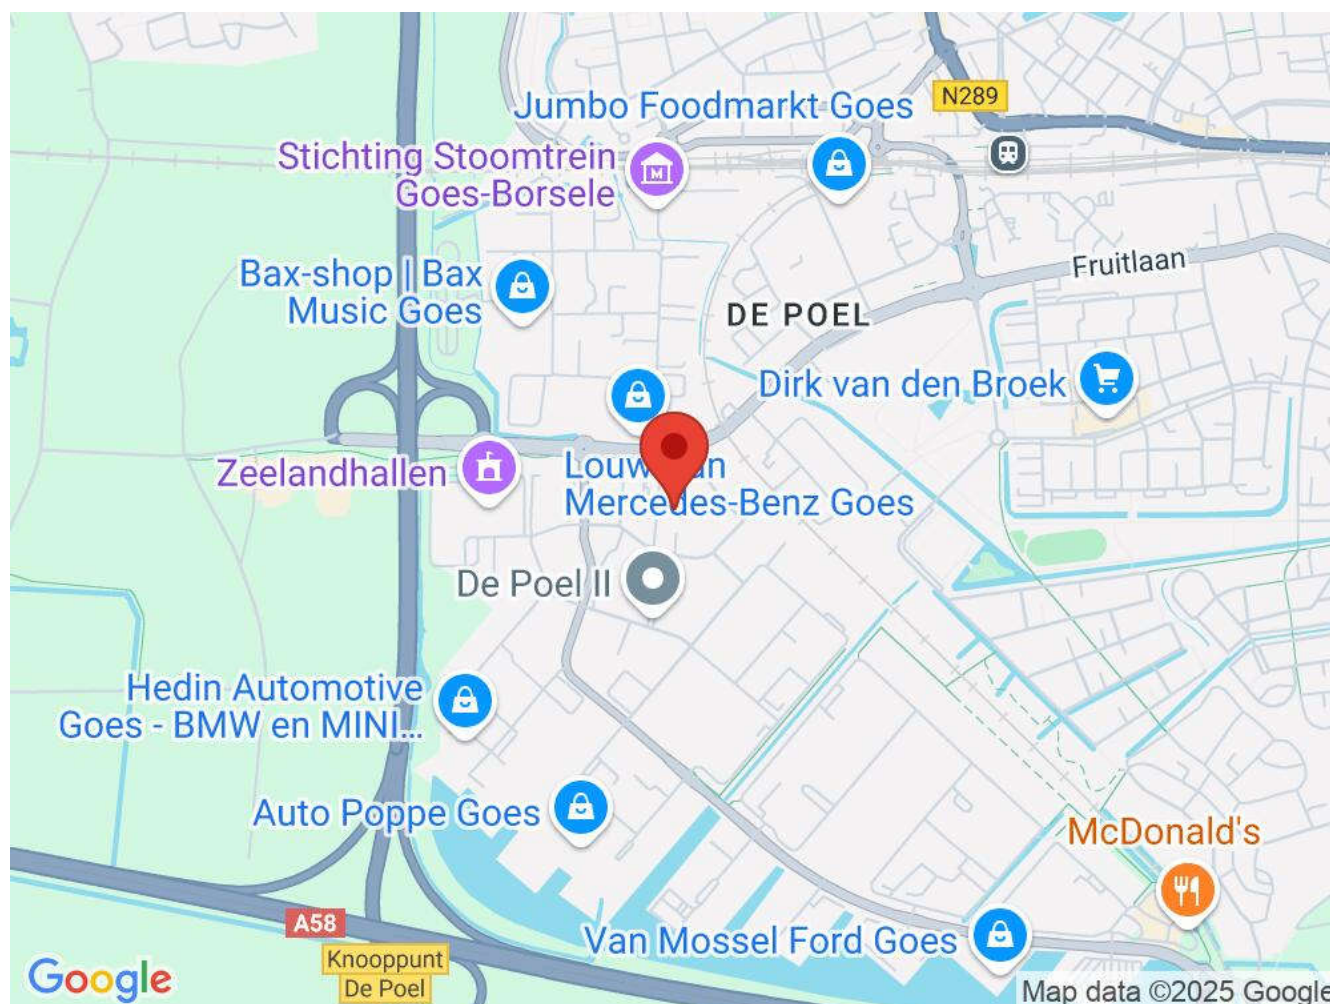 Jumbo Foodmarkt Goes
N289
Stichting Stoomtrein
Goes-Borsele
Fruitlaan
Bax-shop | Bax
Music Goes
DE POEL
Dirk van den Broek
Zeelandhallen
Mercedes-Benz Goes
De Poel II
Hedin Automotive
Goes - BMW en MINI...
Auto Poppe Goes
McDonald's
A58
Van Mossel Ford Goes
Knooppunt
De Poel
Google
Map data ©2025 Google